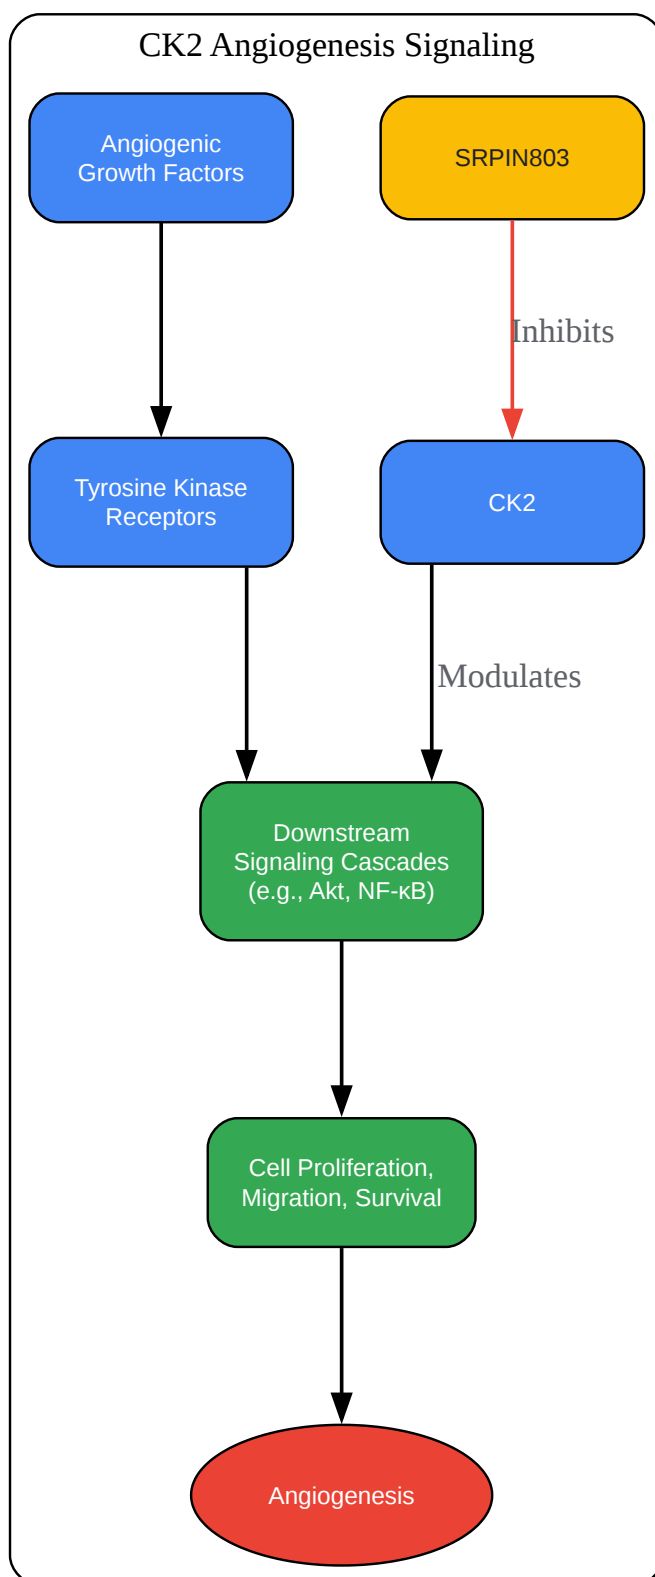 CK2 Angiogenesis Signaling
Angiogenic
Growth Factors
SRPIN803
Inhibits
Tyrosine Kinase
Receptors
CK2
Modulates
Downstream
Signaling Cascades
(e.g., Akt, NF-κB)
Cell Proliferation,
Migration, Survival
Angiogenesis